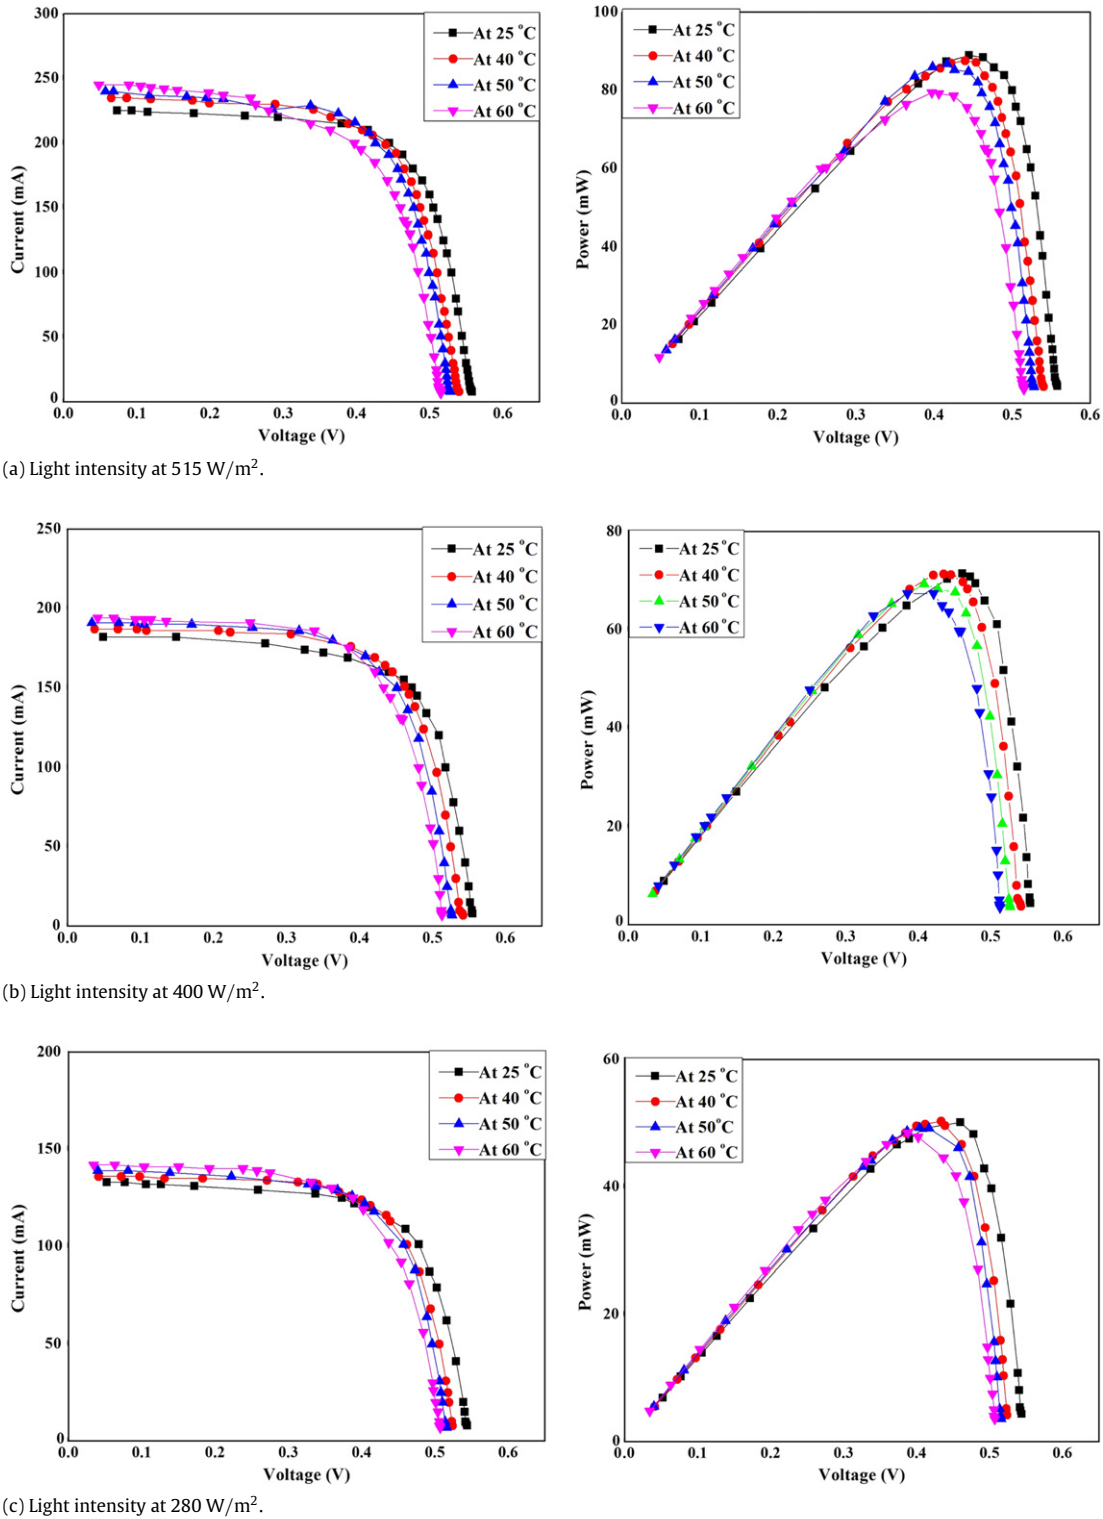 300
250
200
150
100
50
0
0.0 0.1 0.2 0.3 0.4 0.5 0.6
Current (mA)
Voltage (V)
At 25 °C
At 40 °C
At 50 °C
At 60 °C
100
80
60
40
20
0
0.0 0.1 0.2 0.3 0.4 0.5 0.6
Power (mW)
Voltage (V)
At 25 °C
At 40 °C
At 50 °C
At 60 °C
(a) Light intensity at 515 W/m².
250
200
150
100
50
0
0.0 0.1 0.2 0.3 0.4 0.5 0.6
Current (mA)
Voltage (V)
At 25 °C
At 40 °C
At 50 °C
At 60 °C
80
60
40
20
0
0.0 0.1 0.2 0.3 0.4 0.5 0.6
Power (mW)
Voltage (V)
At 25 °C
At 40 °C
At 50 °C
At 60 °C
(b) Light intensity at 400 W/m².
200
150
100
50
0
0.0 0.1 0.2 0.3 0.4 0.5 0.6
Current (mA)
Voltage (V)
At 25 °C
At 40 °C
At 50 °C
At 60 °C
60
40
20
0
0.0 0.1 0.2 0.3 0.4 0.5 0.6
Power (mW)
Voltage (V)
At 25 °C
At 40 °C
At 50°C
At 60 °C
(c) Light intensity at 280 W/m².